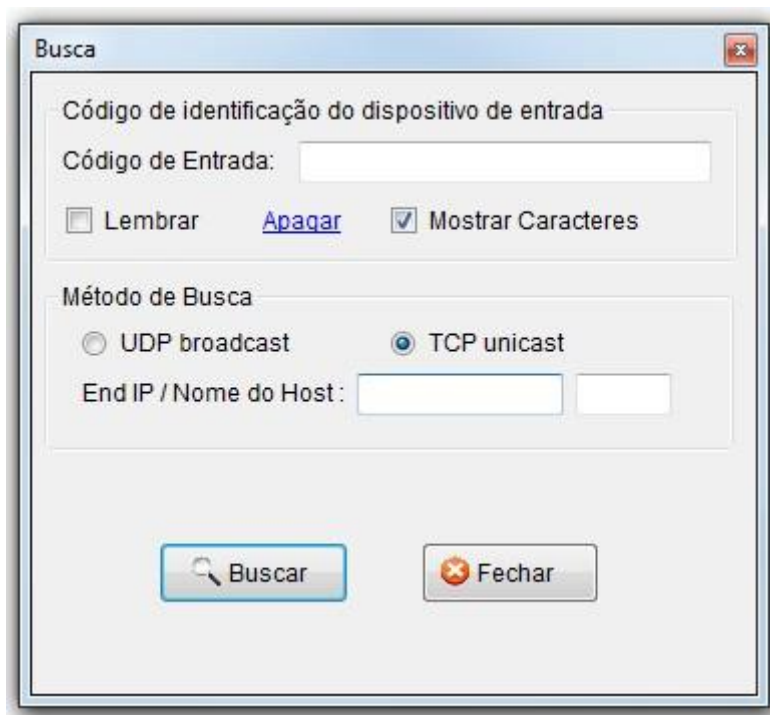 Busca
Código de identificação do dispositivo de entrada
Código de Entrada:
Lembrar Apagar Mostrar Caracteres
Método de Busca
UDP broadcast TCP unicast
End IP / Nome do Host :
Buscar Fechar